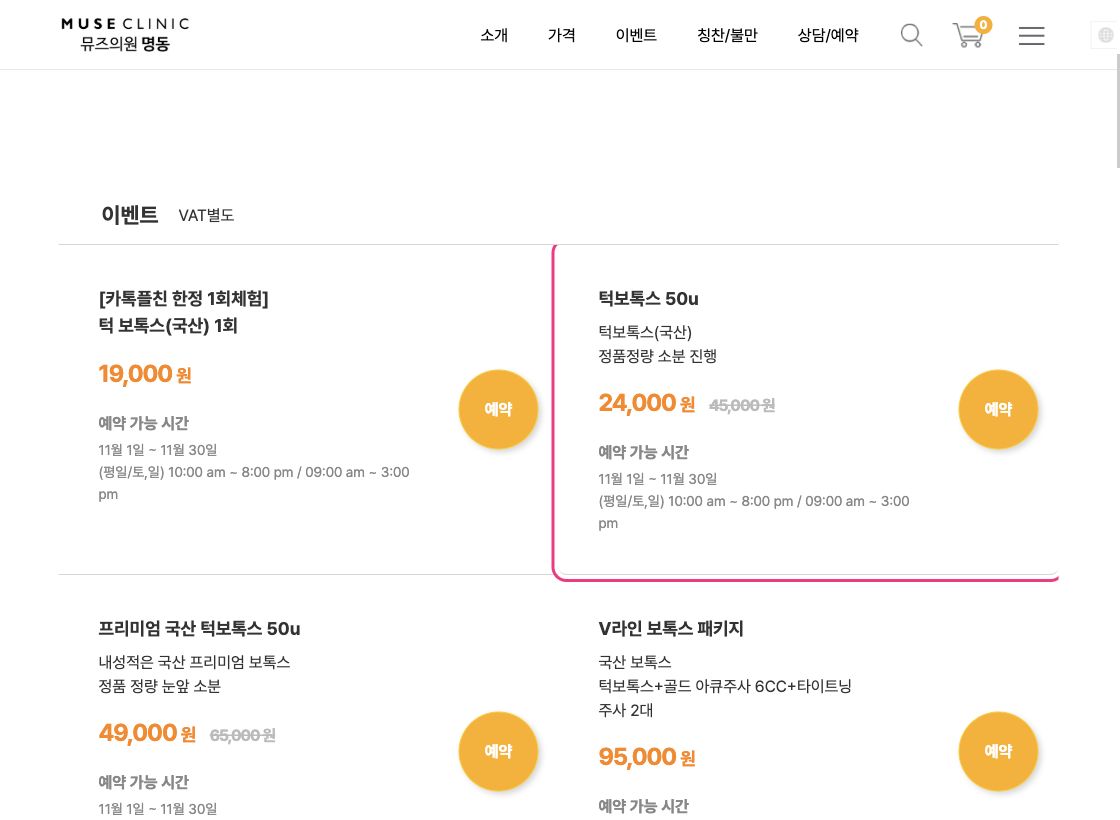 MUSE CLINIC
뮤즈의원 명동
소개
가격
이벤트
칭찬/불만
상담/예약
0
이벤트
VAT별도
[카톡플친 한정 1회체험]
턱 보톡스(국산) 1회
19,000 원
예약 가능 시간
11월 1일 ~ 11월 30일
(평일/토,일) 10:00 am ~ 8:00 pm / 09:00 am ~ 3:00
pm
예약
턱보톡스 50u
턱보톡스(국산)
정품정량 소분 진행
24,000 원 45,000 원
예약 가능 시간
11월 1일 ~ 11월 30일
(평일/토,일) 10:00 am ~ 8:00 pm / 09:00 am ~ 3:00
pm
예약
프리미엄 국산 턱보톡스 50u
내성적은 국산 프리미엄 보톡스
정품 정량 눈앞 소분
49,000 원 65,000 원
예약 가능 시간
11월 1일 ~ 11월 30일
예약
V라인 보톡스 패키지
국산 보톡스
턱보톡스+골드 아큐주사 6CC+타이트닝
주사 2대
95,000 원
예약 가능 시간
예약